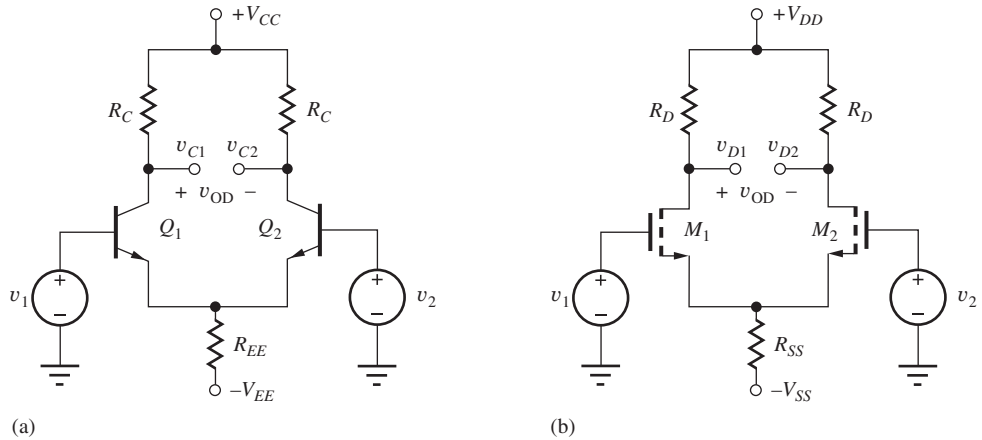 +V_CC
R_C R_C
v_C1 v_C2
+ v_OD −
Q_1 Q_2
v_1 + − + − v_2
R_EE
−V_EE
(a)
+V_DD
R_D R_D
v_D1 v_D2
+ v_OD −
M_1 M_2
v_1 + − + − v_2
R_SS
−V_SS
(b)